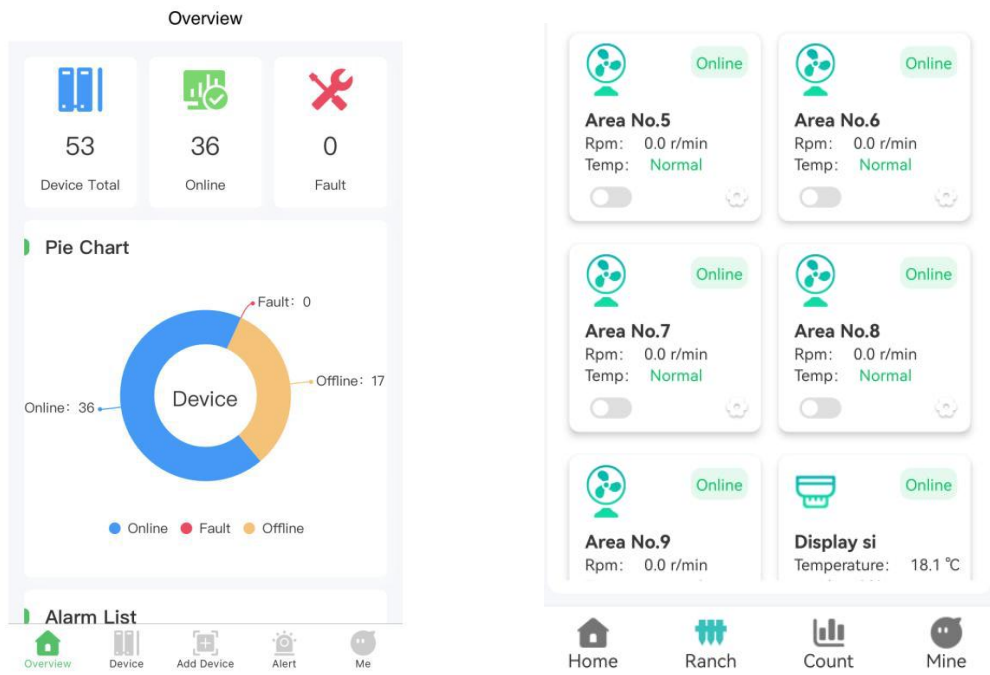 Overview
53
36
0
Device Total
Online
Fault
Pie Chart
Fault: 0
Offline: 17
Online: 36
Device
Online
Fault
Offline
Alarm List
Overview
Device
Add Device
Alert
Me
Online
Area No.5
Rpm: 0.0 r/min
Temp: Normal
Online
Area No.6
Rpm: 0.0 r/min
Temp: Normal
Online
Area No.7
Rpm: 0.0 r/min
Temp: Normal
Online
Area No.8
Rpm: 0.0 r/min
Temp: Normal
Online
Area No.9
Rpm: 0.0 r/min
Online
Display si
Temperature: 18.1 ℃
Home
Ranch
Count
Mine